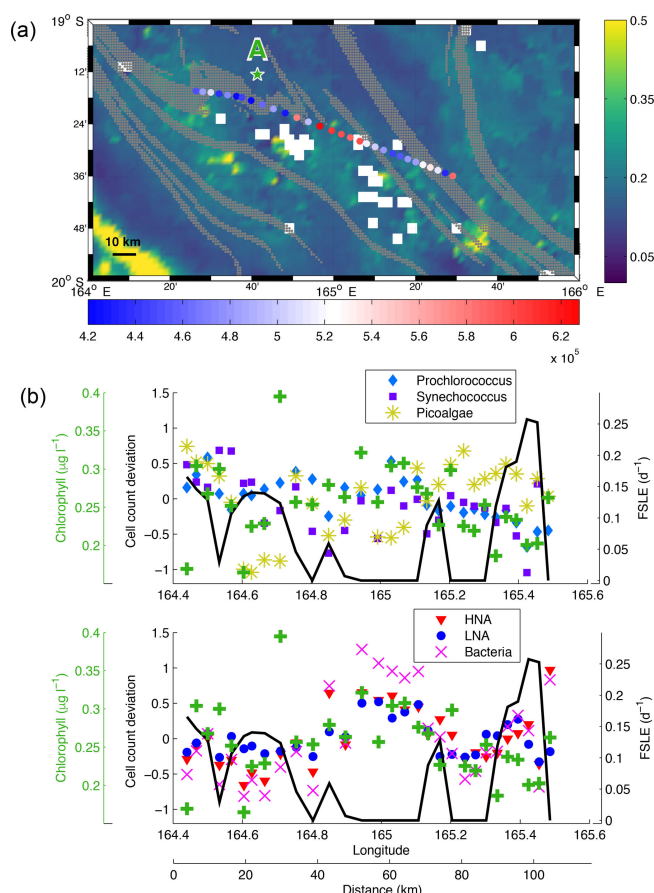 (a)
19° S
12'
24'
36'
48'
20° S
A
10 km
164° E
20'
40'
165° E
20'
40'
166° E
0.5
0.35
0.2
0.05
4.2 4.4 4.6 4.8 5 5.2 5.4 5.6 5.8 6 6.2
x 10⁵
(b)
Prochlorococcus
Synechococcus
Picoalgae
Chlorophyll (µg l⁻¹)
0.4
0.3
0.2
Cell count deviation
1.5
1
0.5
0
−0.5
−1
FSLE (d⁻¹)
0.25
0.2
0.15
0.1
0.05
0
164.4 164.6 164.8 165 165.2 165.4 165.6
HNA
LNA
Bacteria
Chlorophyll (µg l⁻¹)
0.4
0.3
0.25
0.2
Cell count deviation
1.5
1
0.5
0
−0.5
−1
FSLE (d⁻¹)
0.25
0.2
0.15
0.1
0.05
0
164.4 164.6 164.8 165 165.2 165.4 165.6
Longitude
0 20 40 60 80 100
Distance (km)